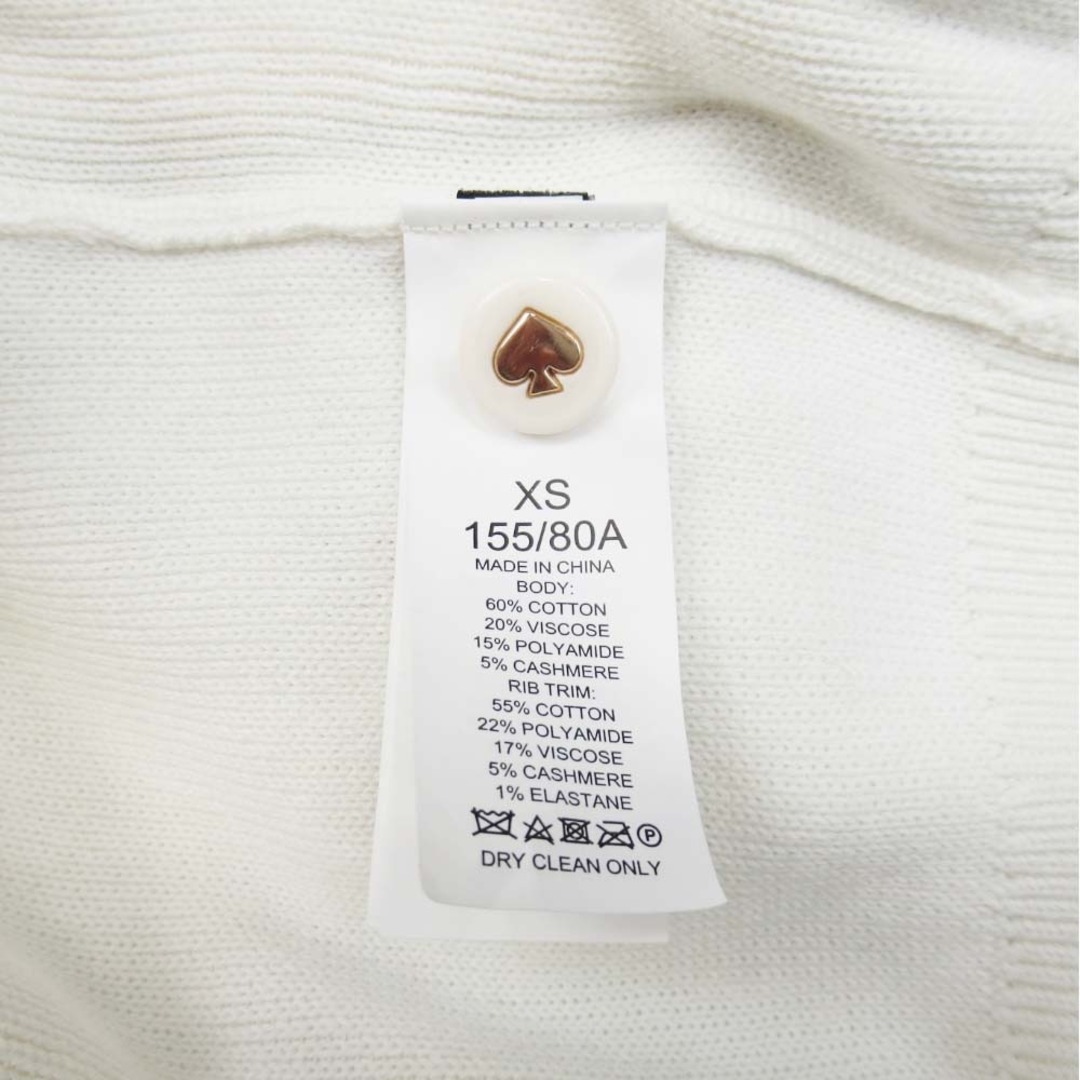 XS
155/80A
MADE IN CHINA
BODY:
60% COTTON
20% VISCOSE
15% POLYAMIDE
5% CASHMERE
RIB TRIM:
55% COTTON
22% POLYAMIDE
17% VISCOSE
5% CASHMERE
1% ELASTANE
P
DRY CLEAN ONLY